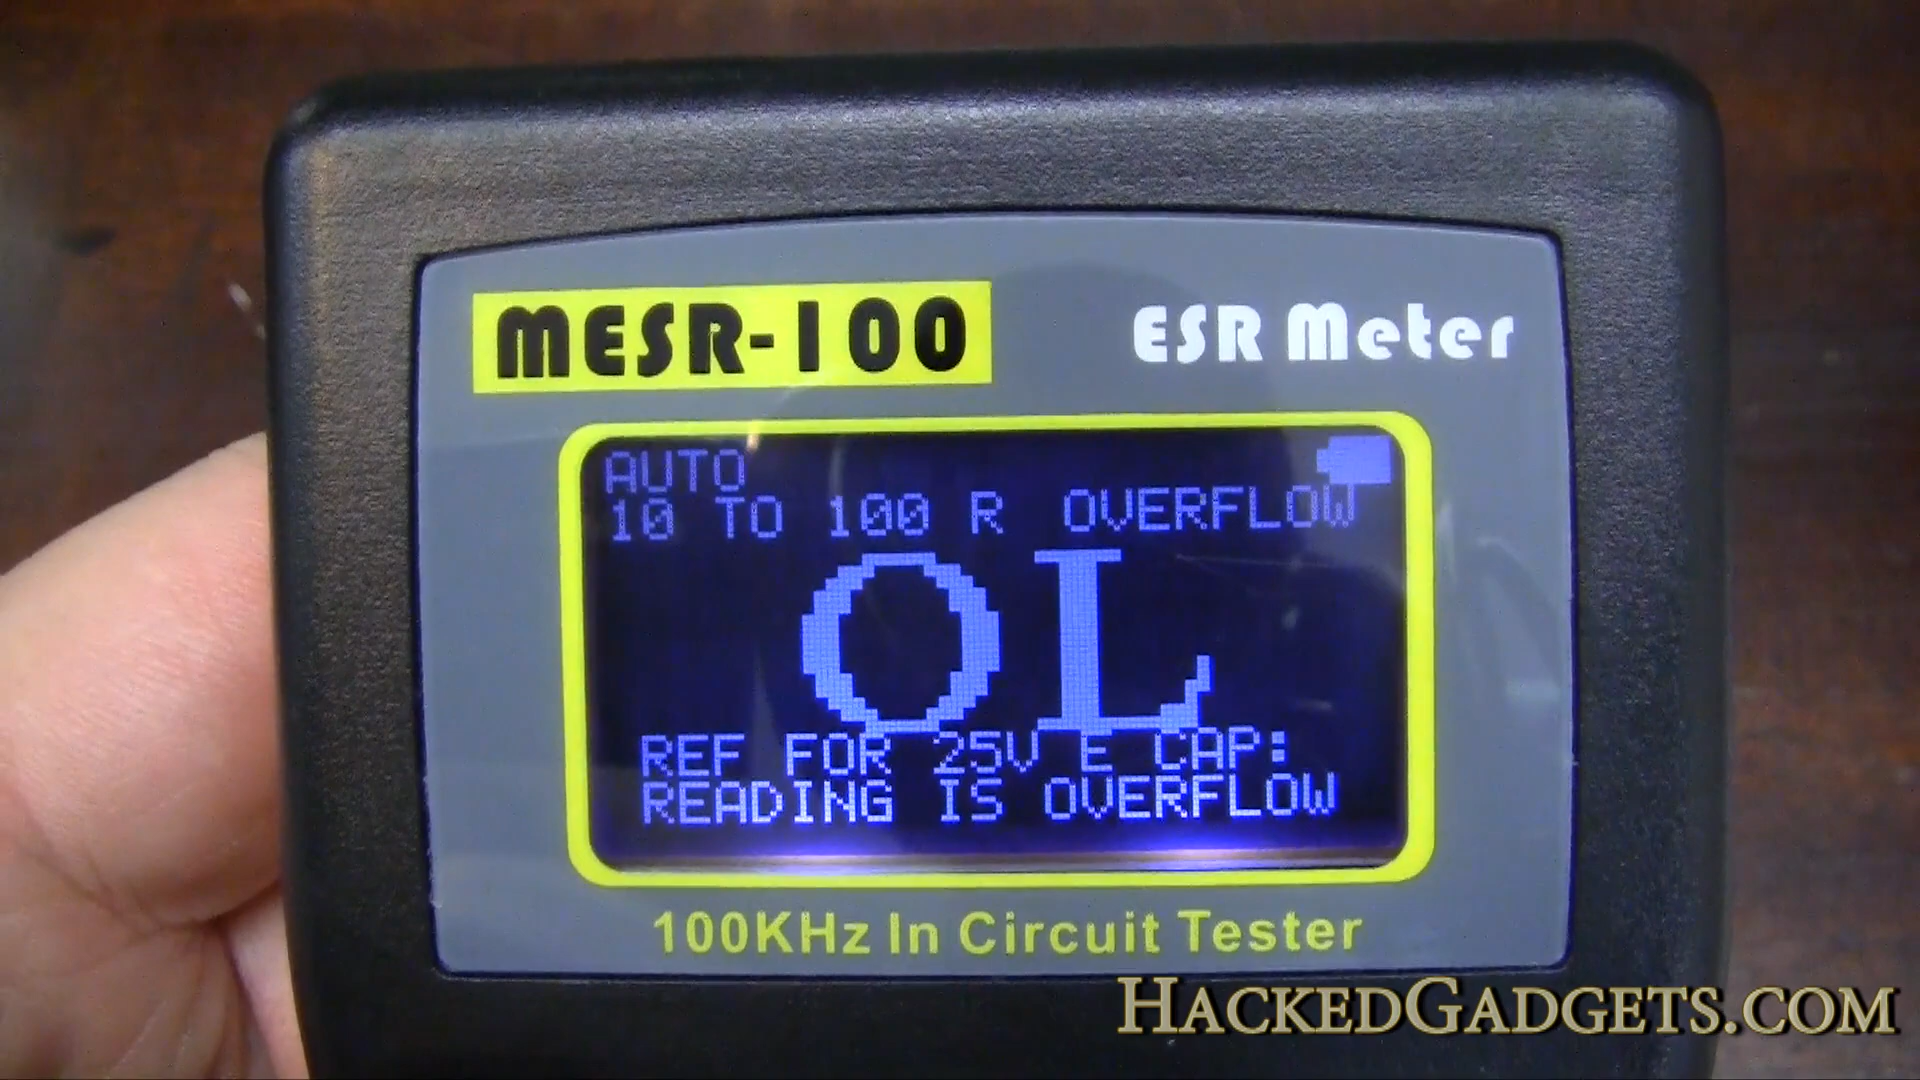 MESR-100
ESR Meter
AUTO
10 TO 100 R OVERFLOW
OL
REF FOR 25V E CAP:
READING IS OVERFLOW
100KHz In Circuit Tester
HACKEDGADGETS.COM